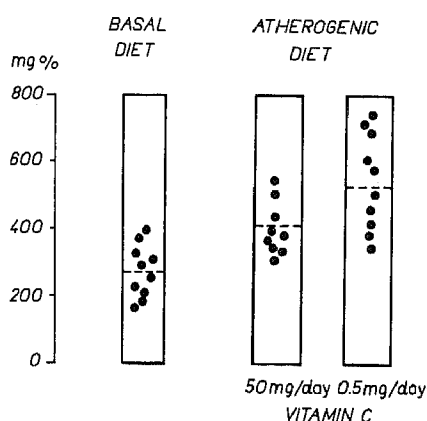 BASAL DIET
ATHEROGENIC DIET
mg %
800
600
400
200
0
50mg/day 0.5mg/day
VITAMIN C